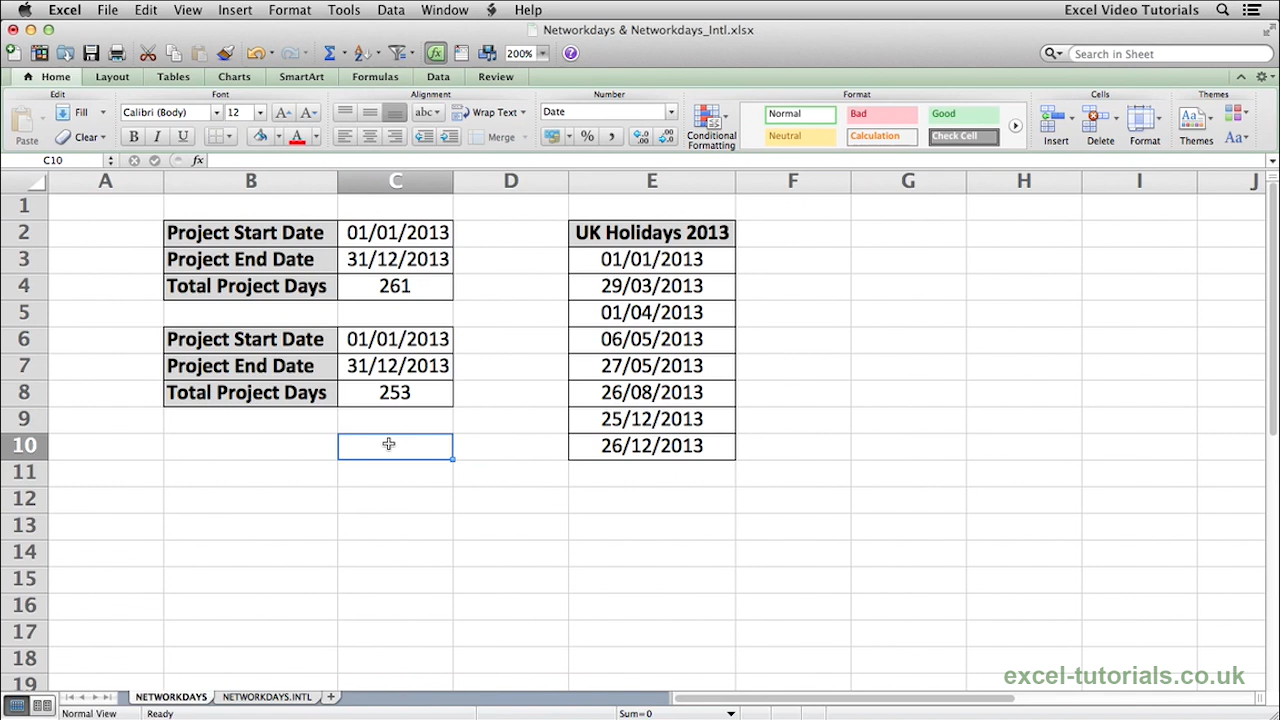 Excel File Edit View Insert Format Tools Data Window Help Excel Video Tutorials
Networkdays & Networkdays_Intl.xlsx
200% Search in Sheet
Home Layout Tables Charts SmartArt Formulas Data Review
Edit Font Alignment Number Format Cells Themes
Fill Calibri (Body) 12 A A abc Wrap Text Date Normal Bad Good
Paste Clear B I U A Merge % Conditional Formatting Neutral Calculation Check Cell Insert Delete Format Themes Aa
C10 fx
A B C D E F G H I J
1
2 Project Start Date 01/01/2013 UK Holidays 2013
3 Project End Date 31/12/2013 01/01/2013
4 Total Project Days 261 29/03/2013
5 01/04/2013
6 Project Start Date 01/01/2013 06/05/2013
7 Project End Date 31/12/2013 27/05/2013
8 Total Project Days 253 26/08/2013
9 25/12/2013
10 26/12/2013
11
12
13
14
15
16
17
18
19
excel-tutorials.co.uk
NETWORKDAYS NETWORKDAYS.INTL
Normal View Ready Sum=0